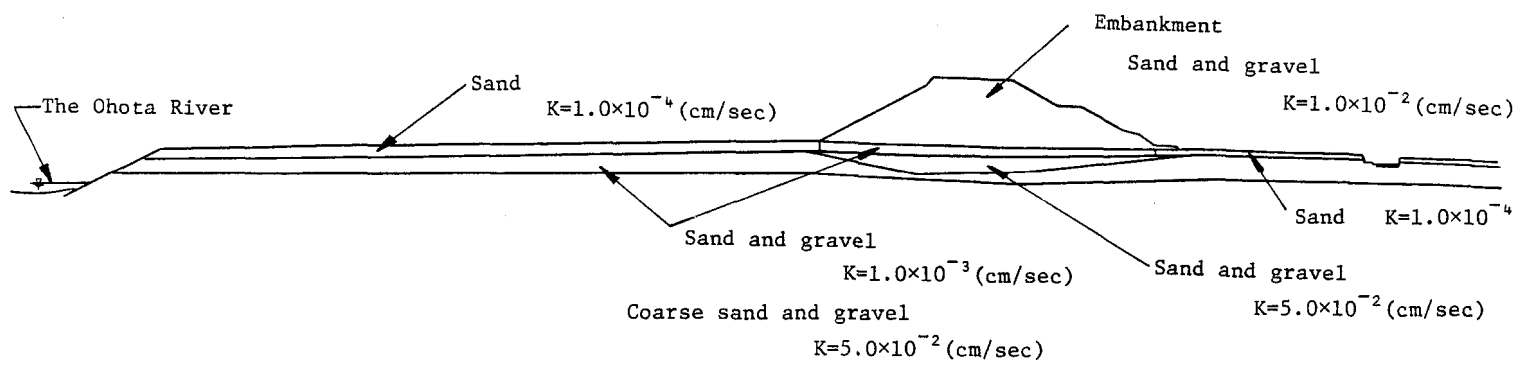 Embankment
Sand and gravel
K=1.0×10⁻²(cm/sec)
The Ohota River
Sand
K=1.0×10⁻⁴(cm/sec)
Sand K=1.0×10⁻⁴
Sand and gravel
K=1.0×10⁻³(cm/sec)
Sand and gravel
K=5.0×10⁻²(cm/sec)
Coarse sand and gravel
K=5.0×10⁻²(cm/sec)